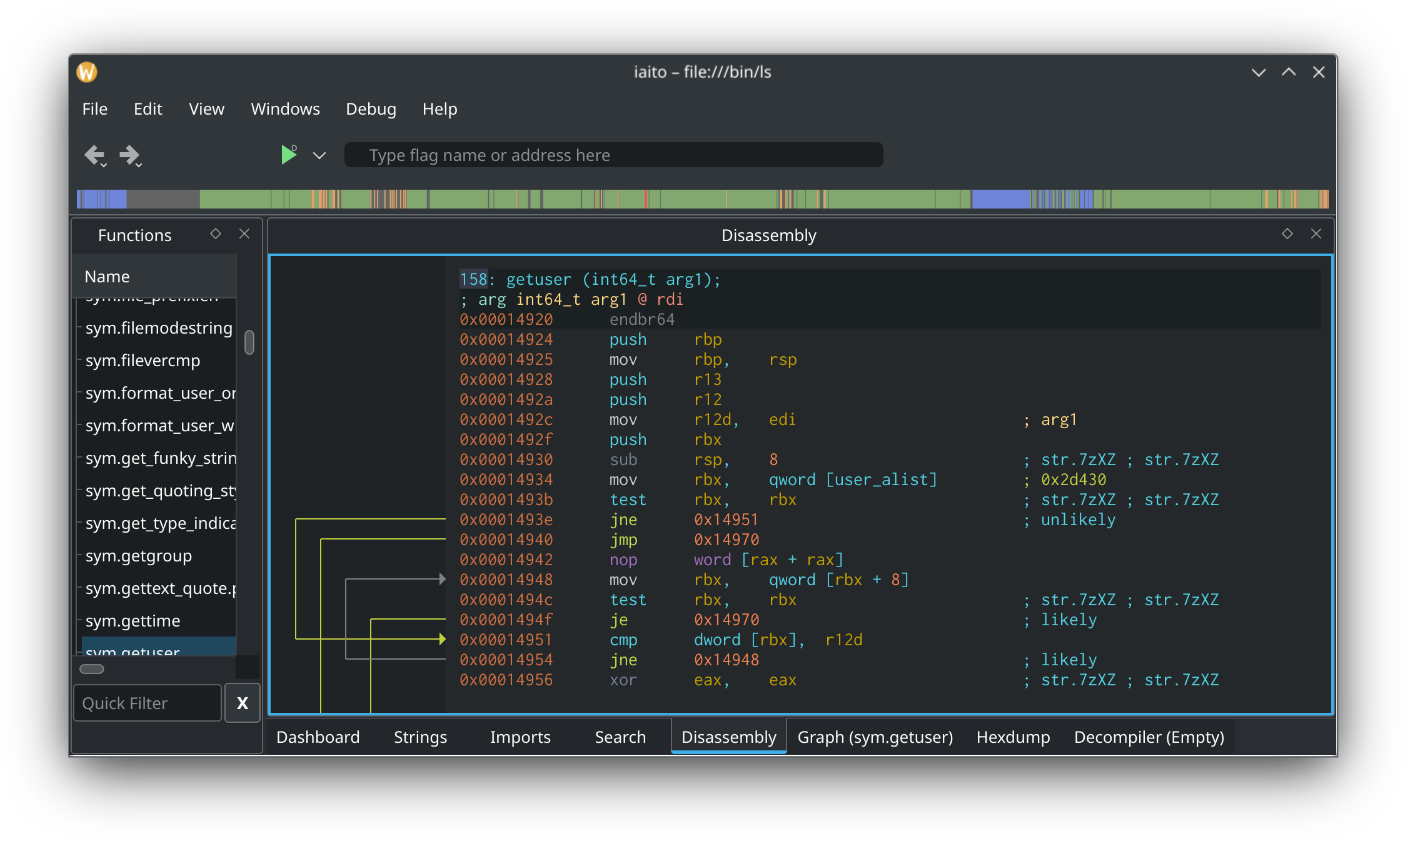 W
iaito – file:///bin/ls
File Edit View Windows Debug Help
D
Type flag name or address here
Functions
Name
sym.file_prefixlen
sym.filemodestring
sym.filevercmp
sym.format_user_or
sym.format_user_w
sym.get_funky_strin
sym.get_quoting_sty
sym.get_type_indica
sym.getgroup
sym.gettext_quote.p
sym.gettime
sym.getuser
Quick Filter X
Disassembly
158: getuser (int64_t arg1);
; arg int64_t arg1 @ rdi
0x00014920 endbr64
0x00014924 push rbp
0x00014925 mov rbp, rsp
0x00014928 push r13
0x0001492a push r12
0x0001492c mov r12d, edi ; arg1
0x0001492f push rbx
0x00014930 sub rsp, 8 ; str.7zXZ ; str.7zXZ
0x00014934 mov rbx, qword [user_alist] ; 0x2d430
0x0001493b test rbx, rbx ; str.7zXZ ; str.7zXZ
0x0001493e jne 0x14951 ; unlikely
0x00014940 jmp 0x14970
0x00014942 nop word [rax + rax]
0x00014948 mov rbx, qword [rbx + 8]
0x0001494c test rbx, rbx ; str.7zXZ ; str.7zXZ
0x0001494f je 0x14970 ; likely
0x00014951 cmp dword [rbx], r12d
0x00014954 jne 0x14948 ; likely
0x00014956 xor eax, eax ; str.7zXZ ; str.7zXZ
Dashboard Strings Imports Search Disassembly Graph (sym.getuser) Hexdump Decompiler (Empty)